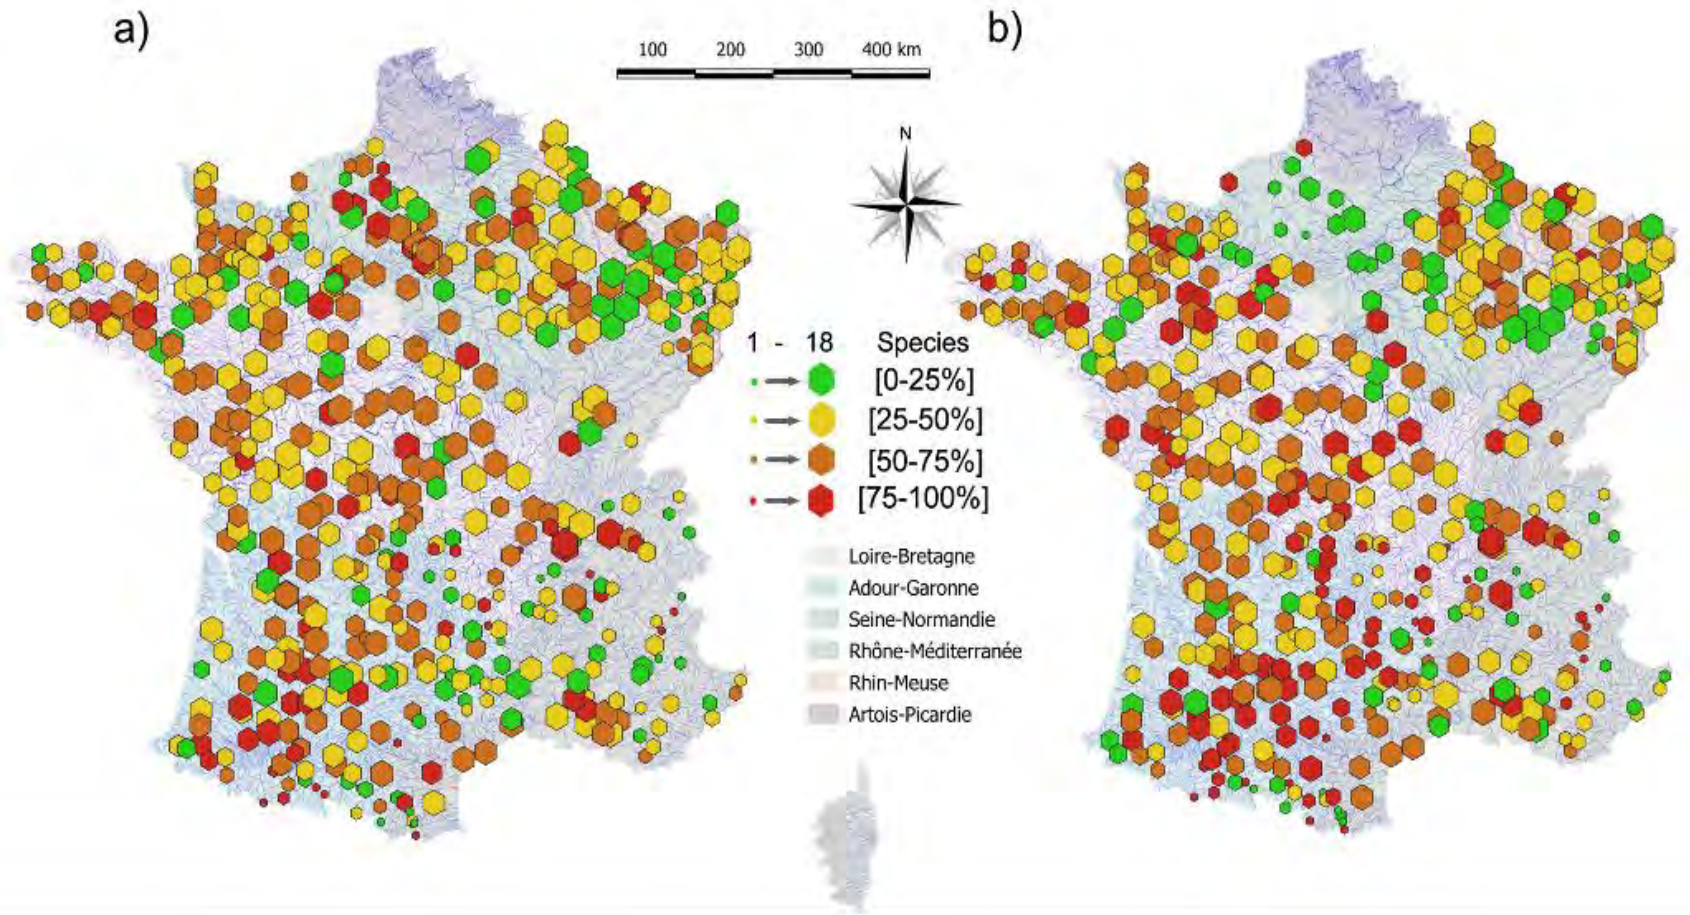 a)
b)
100 200 300 400 km
N
1 - 18 Species
[0-25%]
[25-50%]
[50-75%]
[75-100%]
Loire-Bretagne
Adour-Garonne
Seine-Normandie
Rhône-Méditerranée
Rhin-Meuse
Artois-Picardie